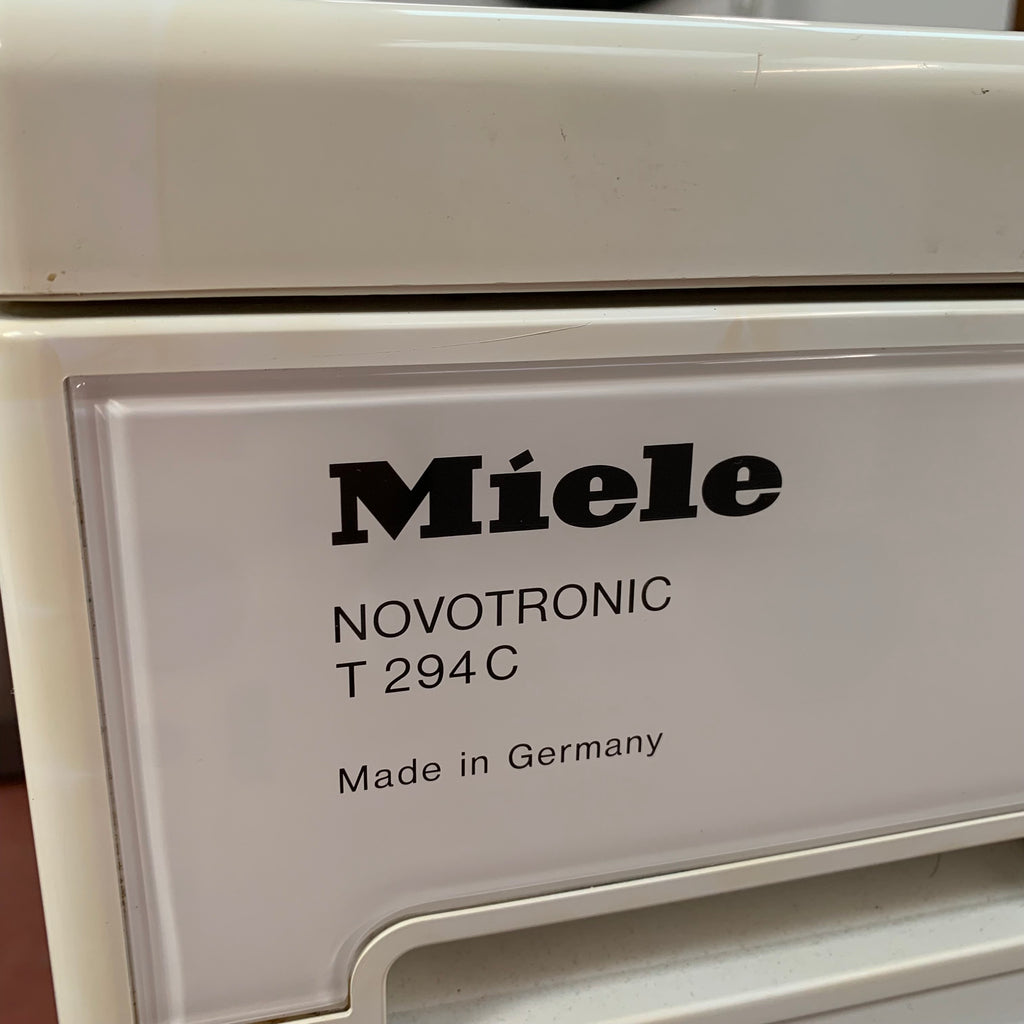 Miele
NOVOTRONIC
T 294 C
Made in Germany